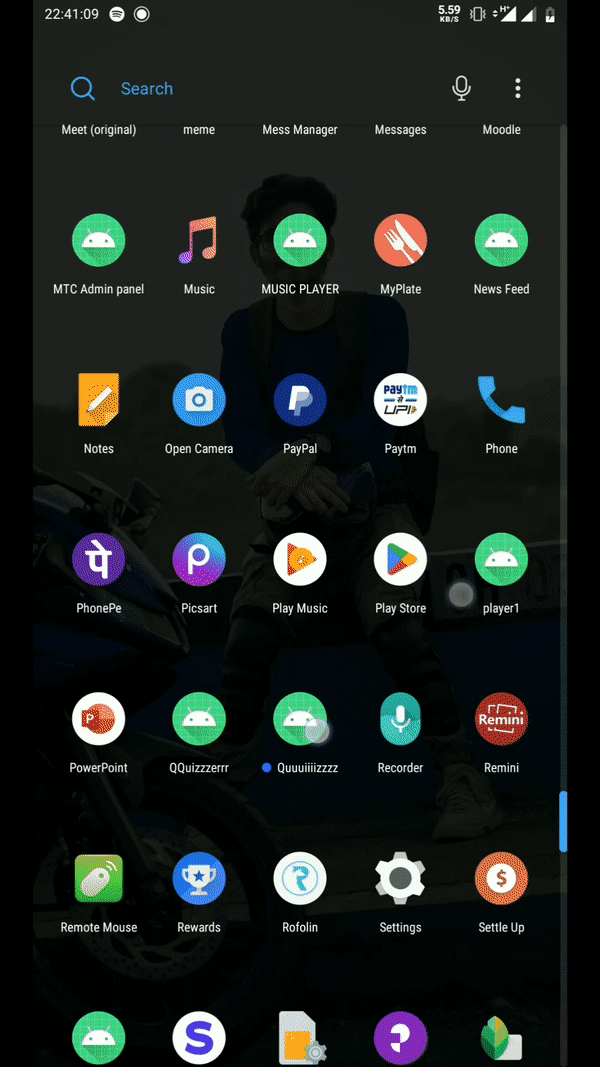 22:41:09
5.59
KB/S
H+
Search
Meet (original) meme Mess Manager Messages Moodle
MTC Admin panel Music MUSIC PLAYER MyPlate News Feed
Paytm
से
UPI
Notes Open Camera PayPal Paytm Phone
पे
PhonePe Picsart Play Music Play Store player1
P
Remini
PowerPoint QQuizzzerrr Quuuiiiizzzz Recorder Remini
Remote Mouse Rewards Rofolin Settings Settle Up
S